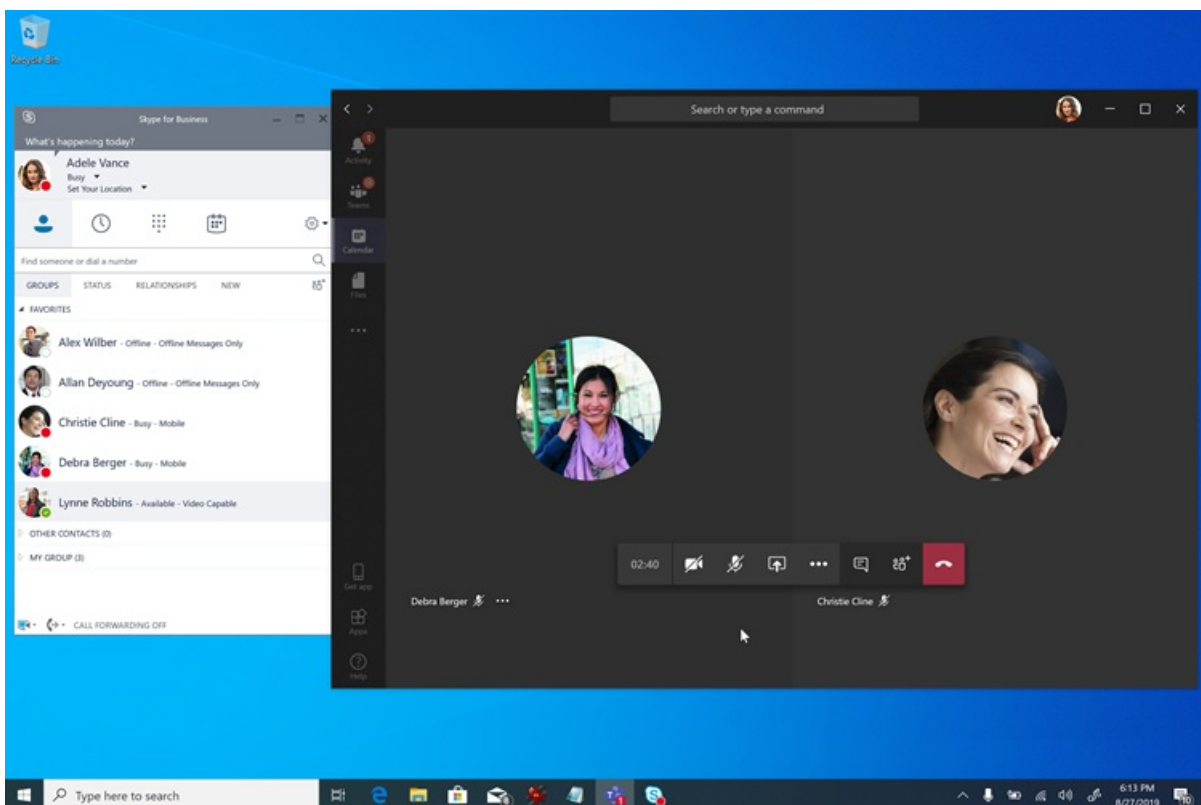 Recycle Bin
Skype for Business
What's happening today?
Adele Vance
Busy
Set Your Location
Find someone or dial a number
GROUPS STATUS RELATIONSHIPS NEW
FAVORITES
Alex Wilber - Offline - Offline Messages Only
Allan Deyoung - Offline - Offline Messages Only
Christie Cline - Busy - Mobile
Debra Berger - Busy - Mobile
Lynne Robbins - Available - Video Capable
OTHER CONTACTS (0)
MY GROUP (3)
CALL FORWARDING OFF
Search or type a command
Activity
1
Teams
Calendar
Files
Get app
Apps
Help
02:40
Debra Berger
Christie Cline
Type here to search
6:13 PM
8/27/2019